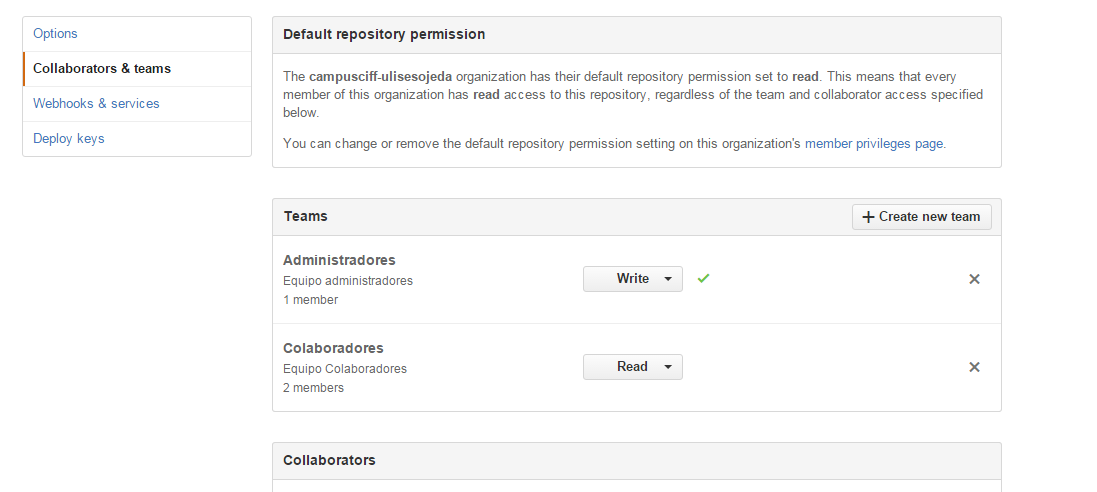 Options
Collaborators & teams
Webhooks & services
Deploy keys
Default repository permission
The campusciff-ulisesojeda organization has their default repository permission set to read. This means that every
member of this organization has read access to this repository, regardless of the team and collaborator access specified
below.
You can change or remove the default repository permission setting on this organization's member privileges page.
Teams
Create new team
Administradores
Equipo administradores
1 member
Write
Colaboradores
Equipo Colaboradores
2 members
Read
Collaborators